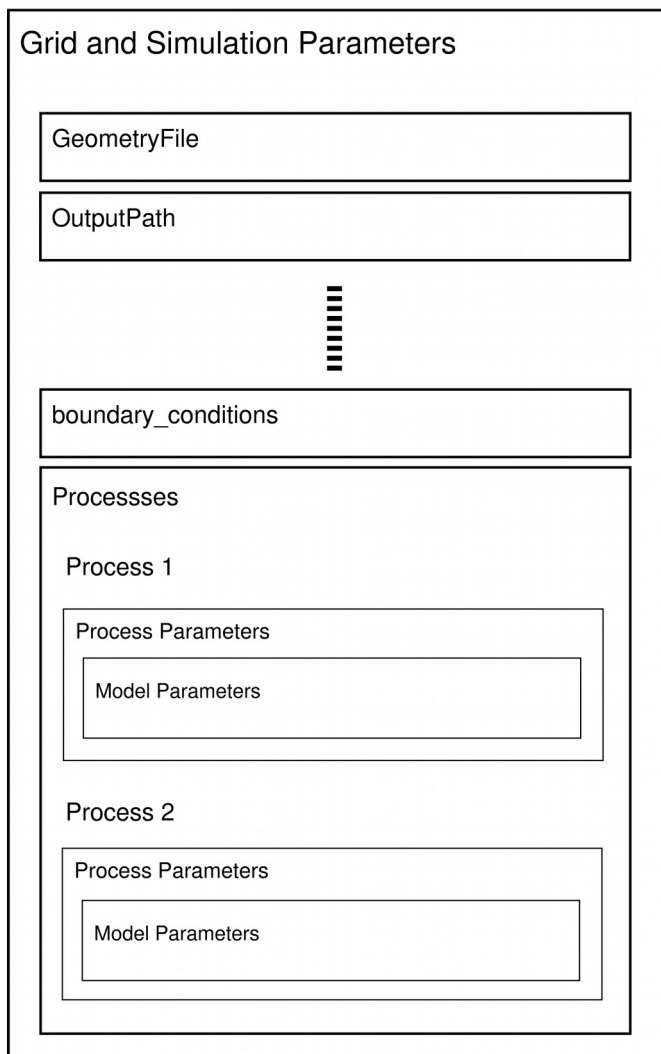 Grid and Simulation Parameters
GeometryFile
OutputPath
boundary_conditions
Processses
Process 1
Process Parameters
Model Parameters
Process 2
Process Parameters
Model Parameters